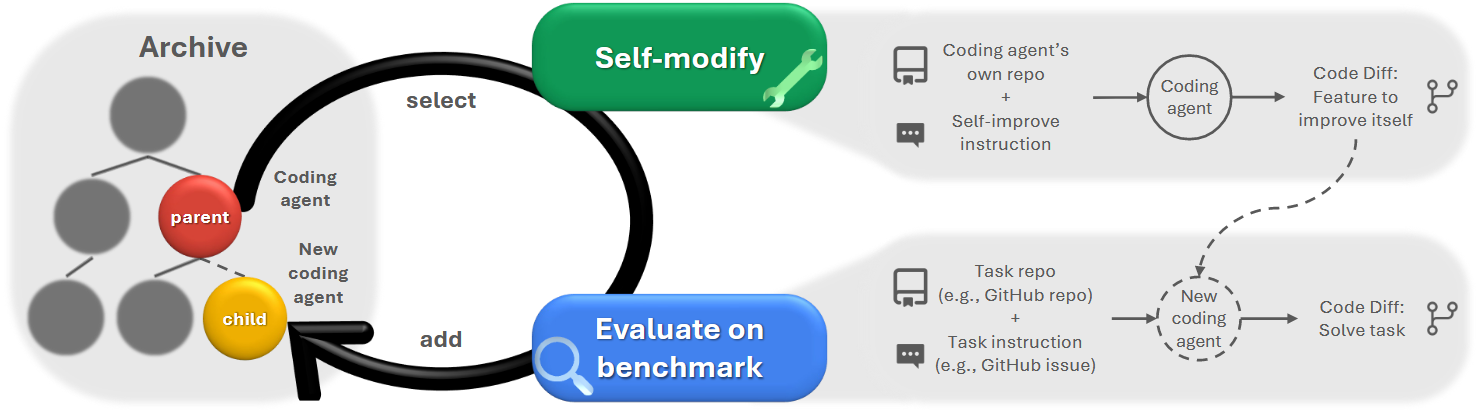 Archive
parent
child
Coding
agent
New
coding
agent
select
add
Self-modify
Evaluate on
benchmark
Coding agent's
own repo
+
Self-improve
instruction
Coding
agent
Code Diff:
Feature to
improve itself
Task repo
(e.g., GitHub repo)
+
Task instruction
(e.g., GitHub issue)
New
coding
agent
Code Diff:
Solve task